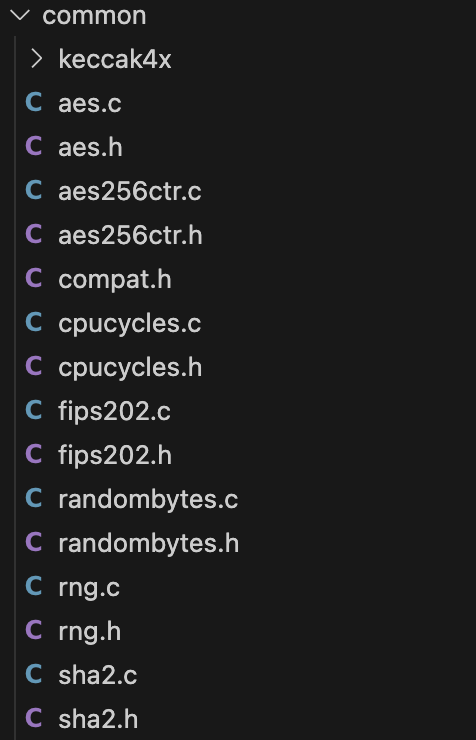 common
keccak4x
C aes.c
C aes.h
C aes256ctr.c
C aes256ctr.h
C compat.h
C cpucycles.c
C cpucycles.h
C fips202.c
C fips202.h
C randombytes.c
C randombytes.h
C rng.c
C rng.h
C sha2.c
C sha2.h